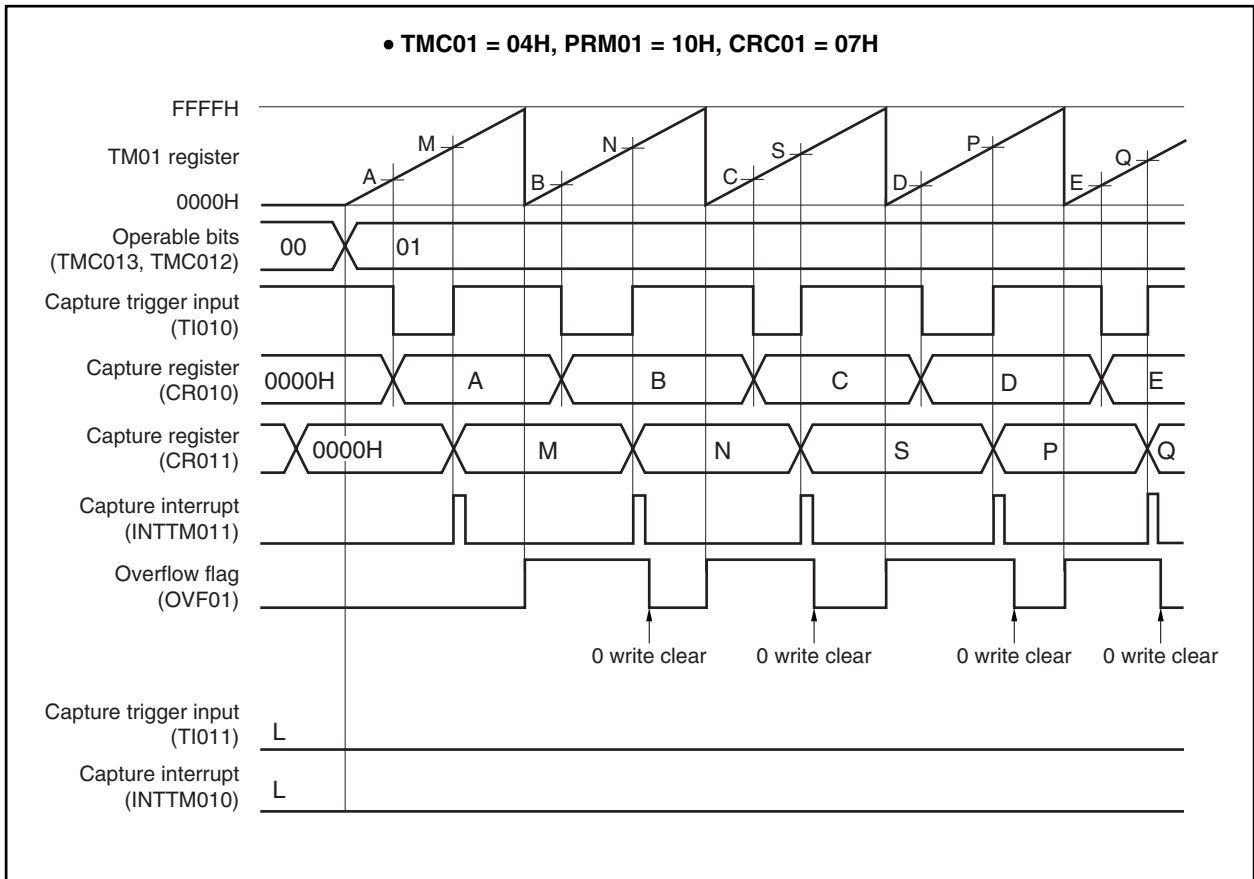 • TMC01 = 04H, PRM01 = 10H, CRC01 = 07H
FFFFH
TM01 register
0000H
A M B N C S D P E Q
Operable bits
(TMC013, TMC012)
00 01
Capture trigger input
(TI010)
Capture register
(CR010)
0000H A B C D E
Capture register
(CR011)
0000H M N S P Q
Capture interrupt
(INTTM011)
Overflow flag
(OVF01)
0 write clear 0 write clear 0 write clear 0 write clear
Capture trigger input
(TI011)
L
Capture interrupt
(INTTM010)
L